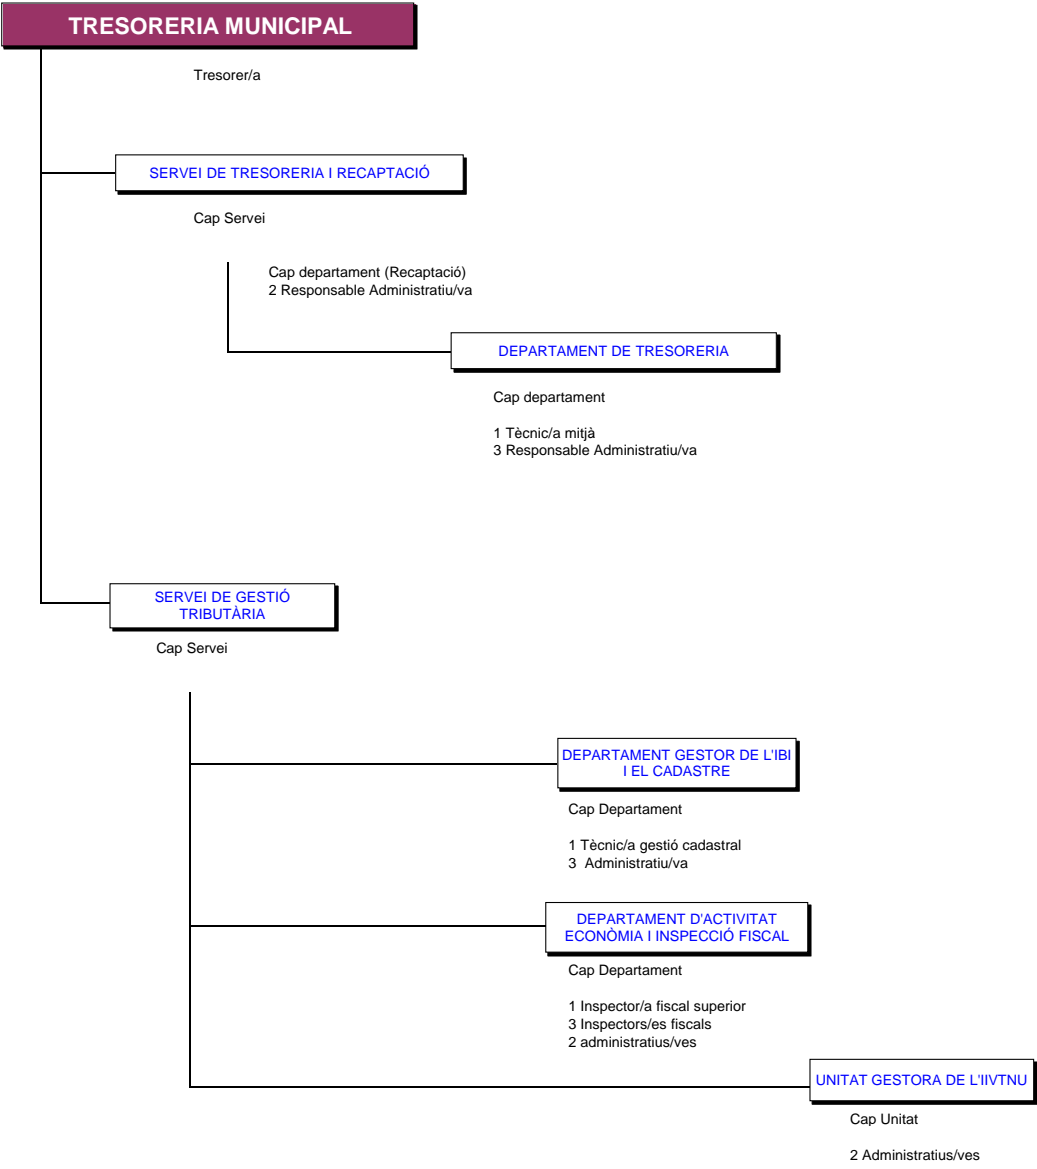 TRESORERIA MUNICIPAL
Tresorer/a
SERVEI DE TRESORERIA I RECAPTACIÓ
Cap Servei
Cap departament (Recaptació)
2 Responsable Administratiu/va
DEPARTAMENT DE TRESORERIA
Cap departament
1 Tècnic/a mitjà
3 Responsable Administratiu/va
SERVEI DE GESTIÓ
TRIBUTÀRIA
Cap Servei
DEPARTAMENT GESTOR DE L'IBI
I EL CADASTRE
Cap Departament
1 Tècnic/a gestió cadastral
3 Administratiu/va
DEPARTAMENT D'ACTIVITAT
ECONÒMIA I INSPECCIÓ FISCAL
Cap Departament
1 Inspector/a fiscal superior
3 Inspectors/es fiscals
2 administratius/ves
UNITAT GESTORA DE L'IIVTNU
Cap Unitat
2 Administratius/ves